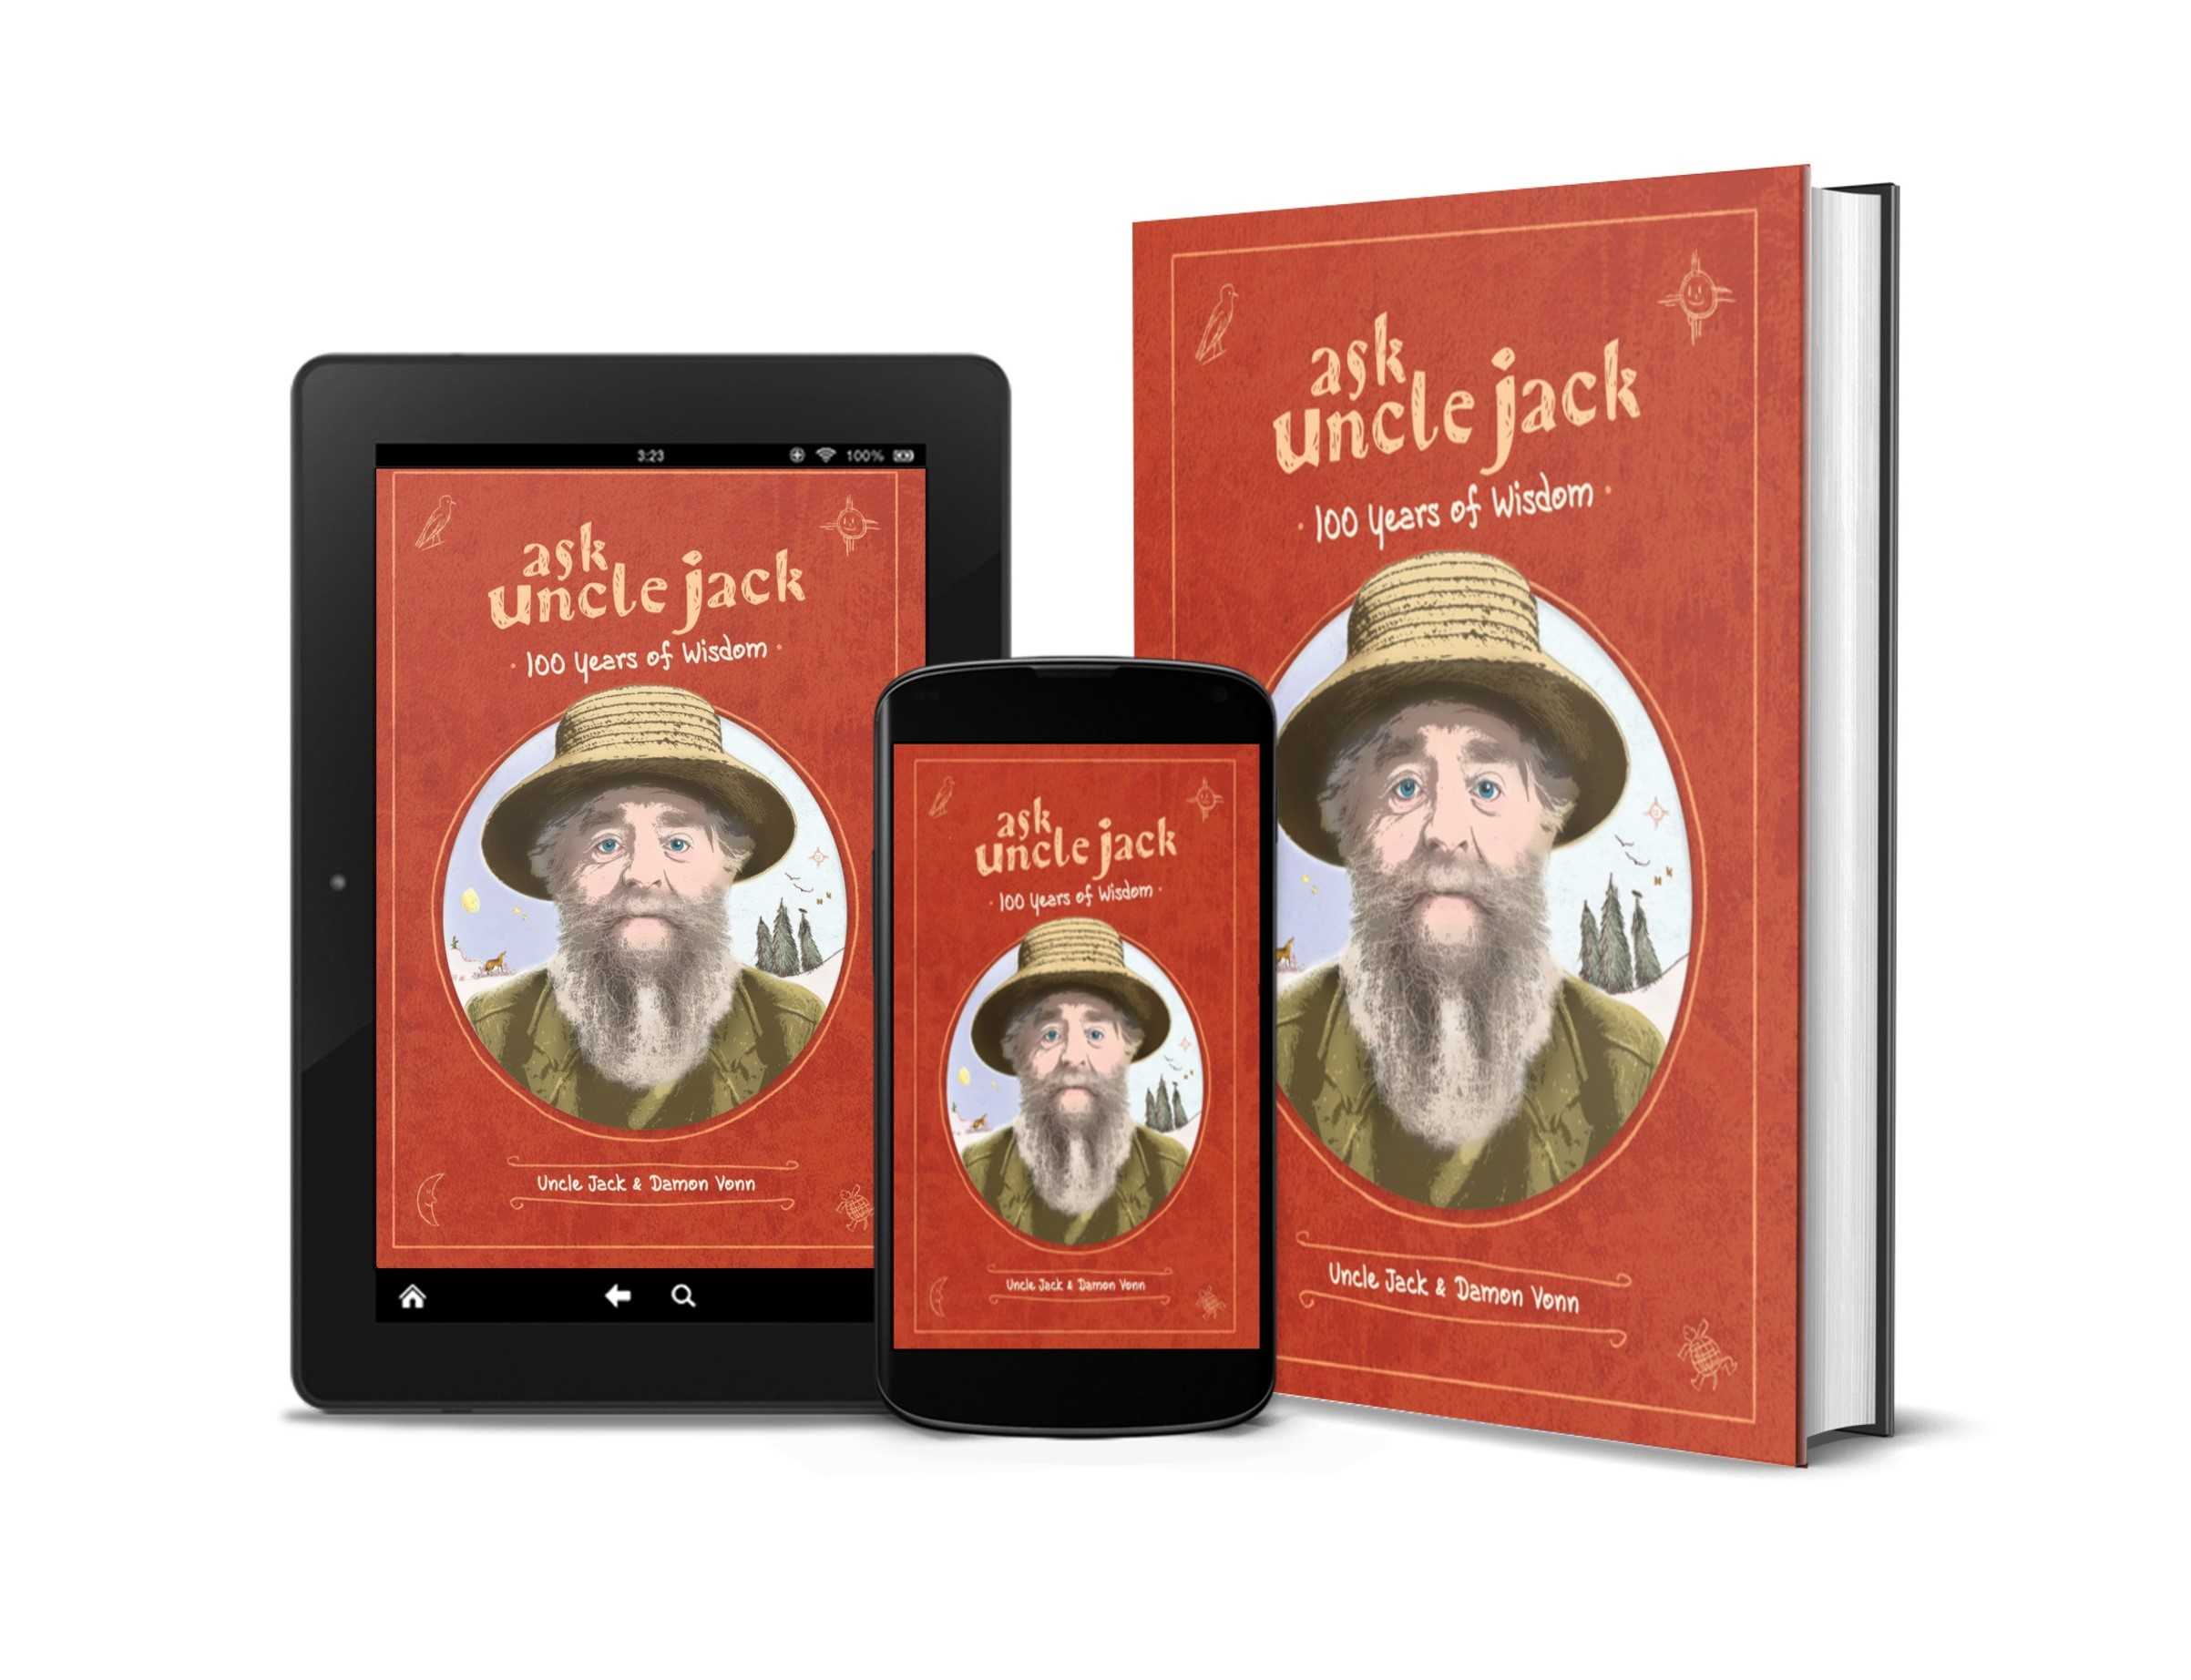 3:23 100%
ask
uncle jack
100 Years of Wisdom
Uncle Jack & Damon Vonn
ask
uncle jack
100 Years of Wisdom
Uncle Jack & Damon Vonn
ask
uncle jack
100 Years of Wisdom
Uncle Jack & Damon Vonn